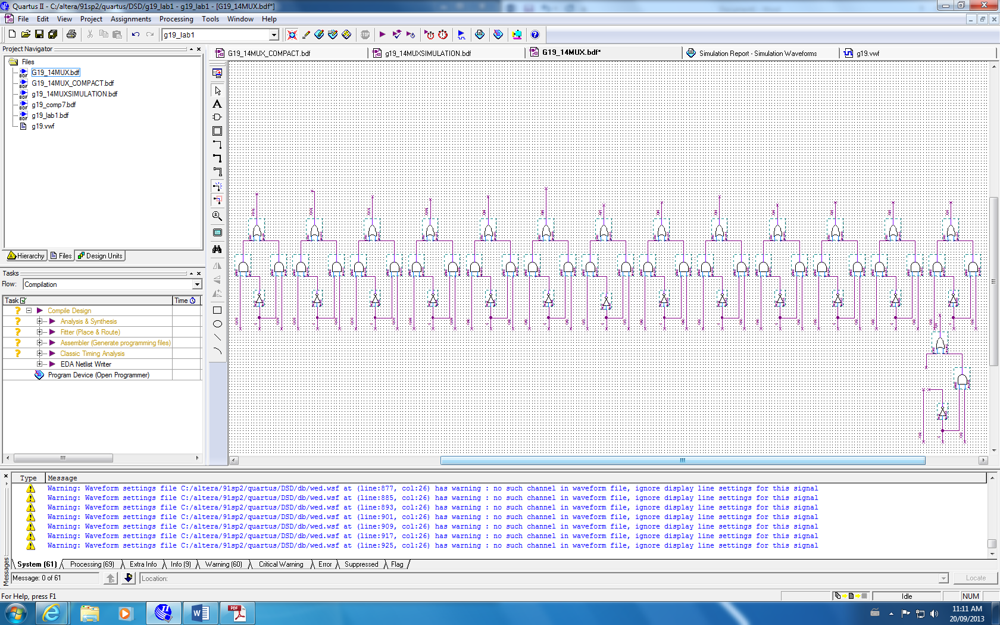 Quartus II - C:/altera/91sp2/quartus/DSD/g19_lab1 - g19_lab1 - [G19_14MUX.bdf*]
File Edit View Project Assignments Processing Tools Window Help
g19_lab1
Project Navigator
Files
G19_14MUX.bdf
G19_14MUX_COMPACT.bdf
g19_14MUXSIMULATION.bdf
g19_comp7.bdf
g19_lab1.bdf
g19.vwf
Hierarchy Files Design Units
Tasks
Flow: Compilation
Task Time
Compile Design
Analysis & Synthesis
Fitter (Place & Route)
Assembler (Generate programming files)
Classic Timing Analysis
EDA Netlist Writer
Program Device (Open Programmer)
G19_14MUX_COMPACT.bdf g19_14MUXSIMULATION.bdf G19_14MUX.bdf* Simulation Report - Simulation Waveforms g19.vwf
Type Message
Warning: Waveform settings file C:/altera/91sp2/quartus/DSD/db/wed.wsf at (line:877, col:26) has warning : no such channel in waveform file, ignore display line settings for this signal
Warning: Waveform settings file C:/altera/91sp2/quartus/DSD/db/wed.wsf at (line:885, col:26) has warning : no such channel in waveform file, ignore display line settings for this signal
Warning: Waveform settings file C:/altera/91sp2/quartus/DSD/db/wed.wsf at (line:893, col:26) has warning : no such channel in waveform file, ignore display line settings for this signal
Warning: Waveform settings file C:/altera/91sp2/quartus/DSD/db/wed.wsf at (line:901, col:26) has warning : no such channel in waveform file, ignore display line settings for this signal
Warning: Waveform settings file C:/altera/91sp2/quartus/DSD/db/wed.wsf at (line:909, col:26) has warning : no such channel in waveform file, ignore display line settings for this signal
Warning: Waveform settings file C:/altera/91sp2/quartus/DSD/db/wed.wsf at (line:917, col:26) has warning : no such channel in waveform file, ignore display line settings for this signal
Warning: Waveform settings file C:/altera/91sp2/quartus/DSD/db/wed.wsf at (line:925, col:26) has warning : no such channel in waveform file, ignore display line settings for this signal
Messages
System (61) Processing (69) Extra Info Info (9) Warning (60) Critical Warning Error Suppressed Flag
Message: 0 of 61 Location: Locate
For Help, press F1 Idle NUM
11:11 AM
20/09/2013